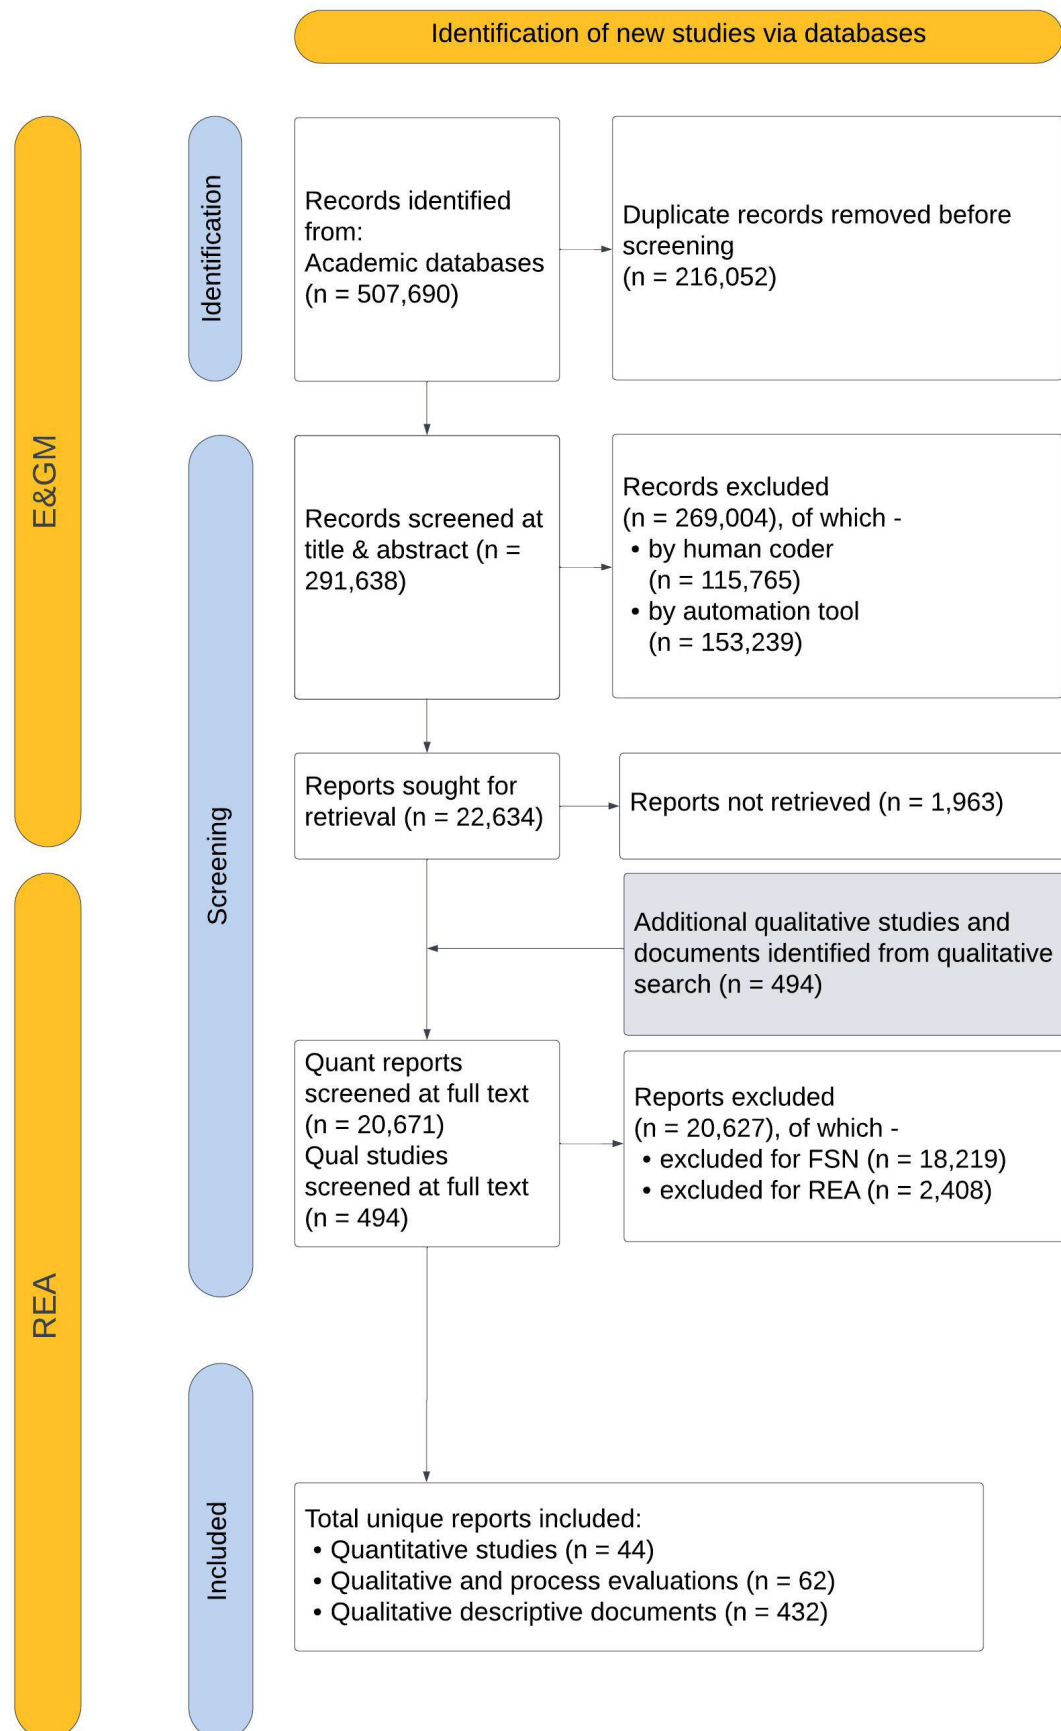 Identification of new studies via databases
E&GM
Identification
Records identified
from:
Academic databases
(n = 507,690)
Duplicate records removed before
screening
(n = 216,052)
Screening
Records screened at
title & abstract (n =
291,638)
Records excluded
(n = 269,004), of which -
• by human coder
(n = 115,765)
• by automation tool
(n = 153,239)
Reports sought for
retrieval (n = 22,634)
Reports not retrieved (n = 1,963)
REA
Additional qualitative studies and
documents identified from qualitative
search (n = 494)
Quant reports
screened at full text
(n = 20,671)
Qual studies
screened at full text
(n = 494)
Reports excluded
(n = 20,627), of which -
• excluded for FSN (n = 18,219)
• excluded for REA (n = 2,408)
Included
Total unique reports included:
• Quantitative studies (n = 44)
• Qualitative and process evaluations (n = 62)
• Qualitative descriptive documents (n = 432)